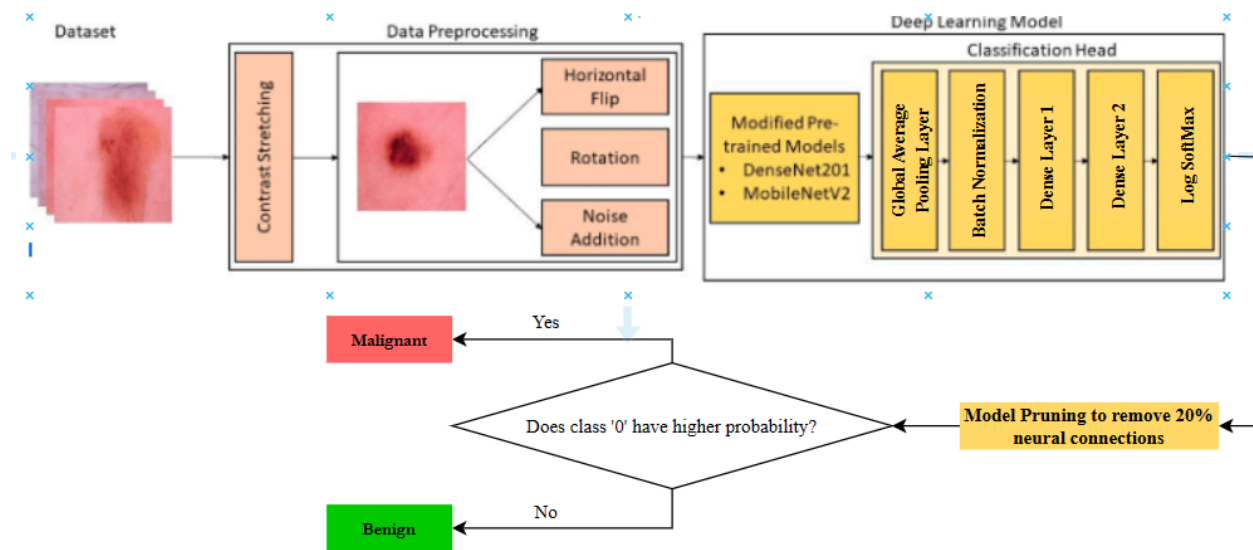 Dataset
Data Preprocessing
Deep Learning Model
Classification Head
Contrast Stretching
Horizontal
Flip
Rotation
Noise
Addition
Modified Pre-
trained Models
• DenseNet201
• MobileNetV2
Global Average
Pooling Layer
Batch Normalization
Dense Layer 1
Dense Layer 2
Log SoftMax
Yes
Malignant
Does class '0' have higher probability?
Model Pruning to remove 20%
neural connections
No
Benign